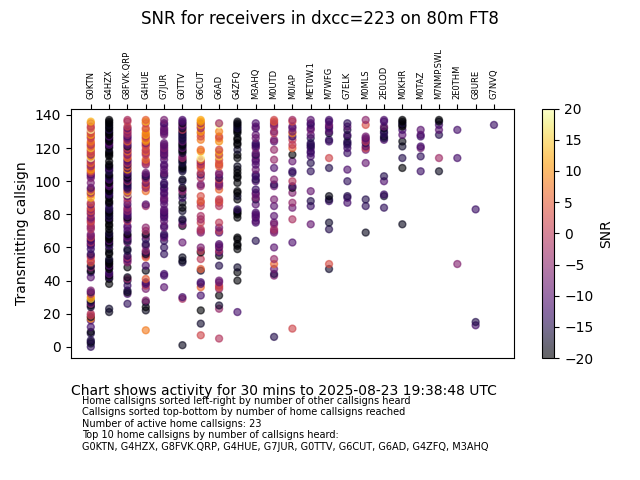 SNR for receivers in dxcc=223 on 80m FT8
G0KTN G4HZX G8FVK.QRP G4HUE G7JUR G0TTV G6CUT G6AD G4ZFQ M3AHQ M0UTD M0IAP MET0W.1 M7WFG G7ELK M0MLS 2E0LOD M0KHR M0TAZ M7NMP.SWL 2E0THM G8URE G7NVQ
140
120
100
80
60
40
20
0
Transmitting callsign
20
15
10
5
0
−5
−10
−15
−20
SNR
Chart shows activity for 30 mins to 2025-08-23 19:38:48 UTC
Home callsigns sorted left-right by number of other callsigns heard
Callsigns sorted top-bottom by number of home callsigns reached
Number of active home callsigns: 23
Top 10 home callsigns by number of callsigns heard:
G0KTN, G4HZX, G8FVK.QRP, G4HUE, G7JUR, G0TTV, G6CUT, G6AD, G4ZFQ, M3AHQ